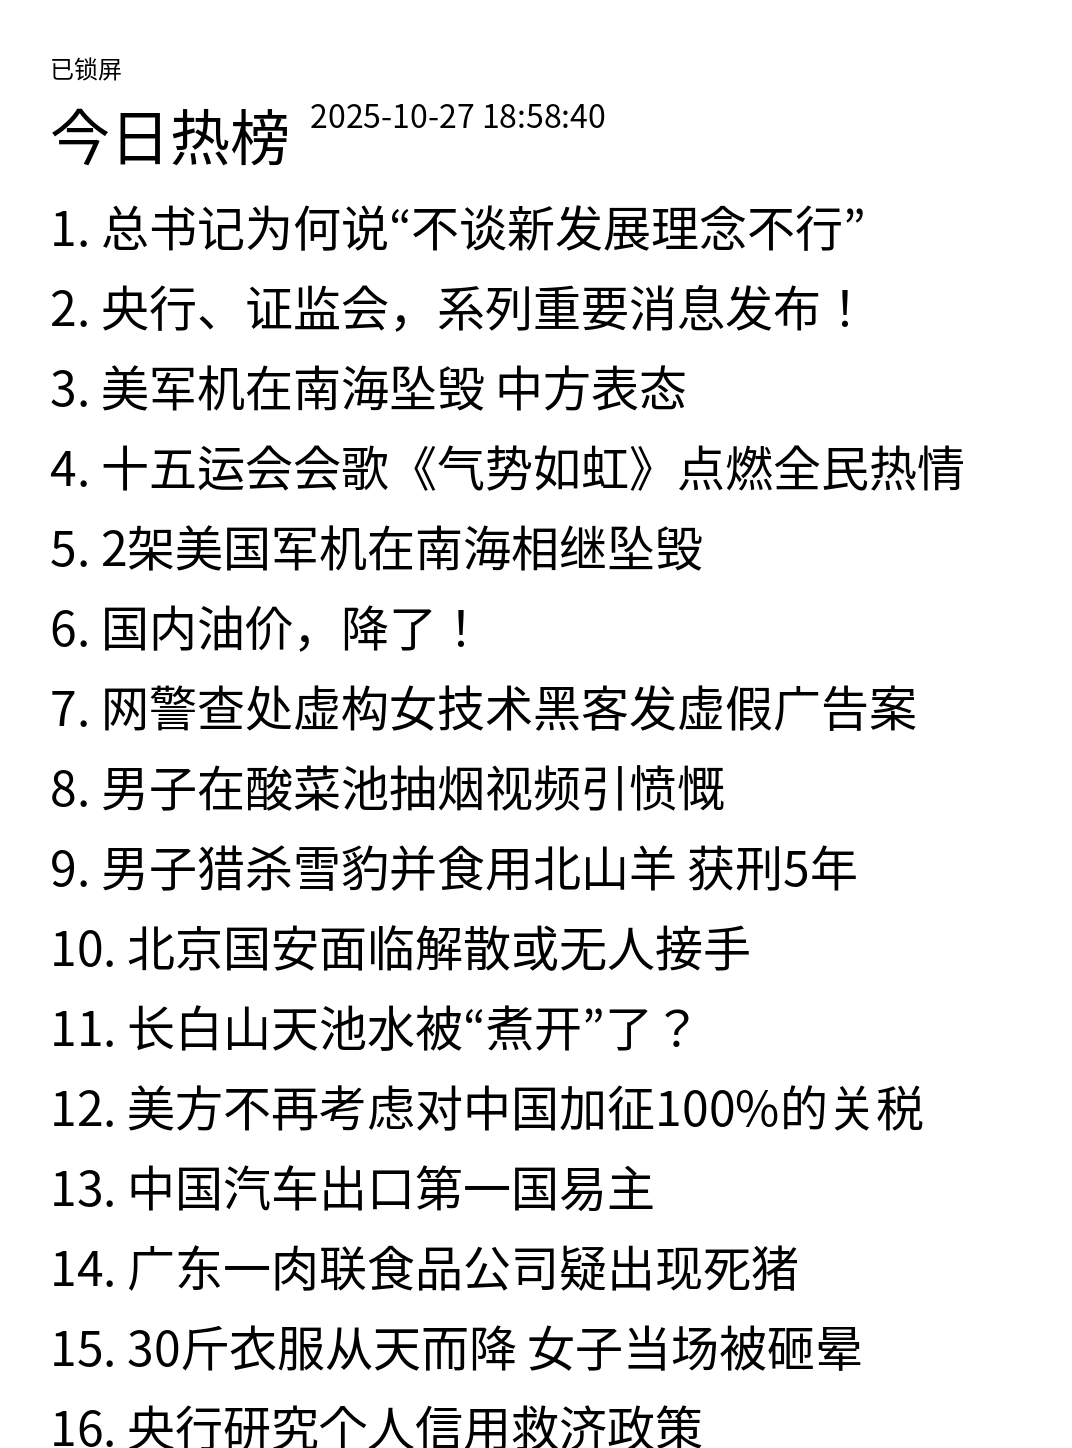 已锁屏
今日热榜 2025-10-27 18:58:40
1. 总书记为何说“不谈新发展理念不行”
2. 央行、证监会，系列重要消息发布！
3. 美军机在南海坠毁 中方表态
4. 十五运会会歌《气势如虹》点燃全民热情
5. 2架美国军机在南海相继坠毁
6. 国内油价，降了！
7. 网警查处虚构女技术黑客发虚假广告案
8. 男子在酸菜池抽烟视频引愤慨
9. 男子猎杀雪豹并食用北山羊 获刑5年
10. 北京国安面临解散或无人接手
11. 长白山天池水被“煮开”了？
12. 美方不再考虑对中国加征100%的关税
13. 中国汽车出口第一国易主
14. 广东一肉联食品公司疑出现死猪
15. 30斤衣服从天而降 女子当场被砸晕
16. 央行研究个人信用救济政策